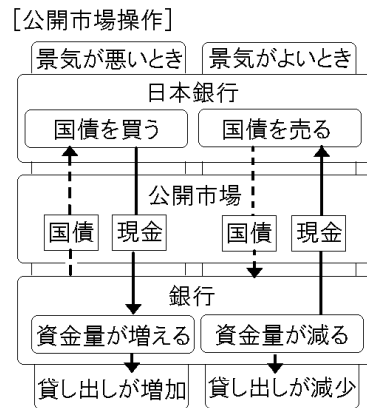 [公開市場操作]
景気が悪いとき 景気がよいとき
日本銀行
国債を買う 国債を売る
公開市場
国債 現金 国債 現金
銀行
資金量が増える 資金量が減る
貸し出しが増加 貸し出しが減少